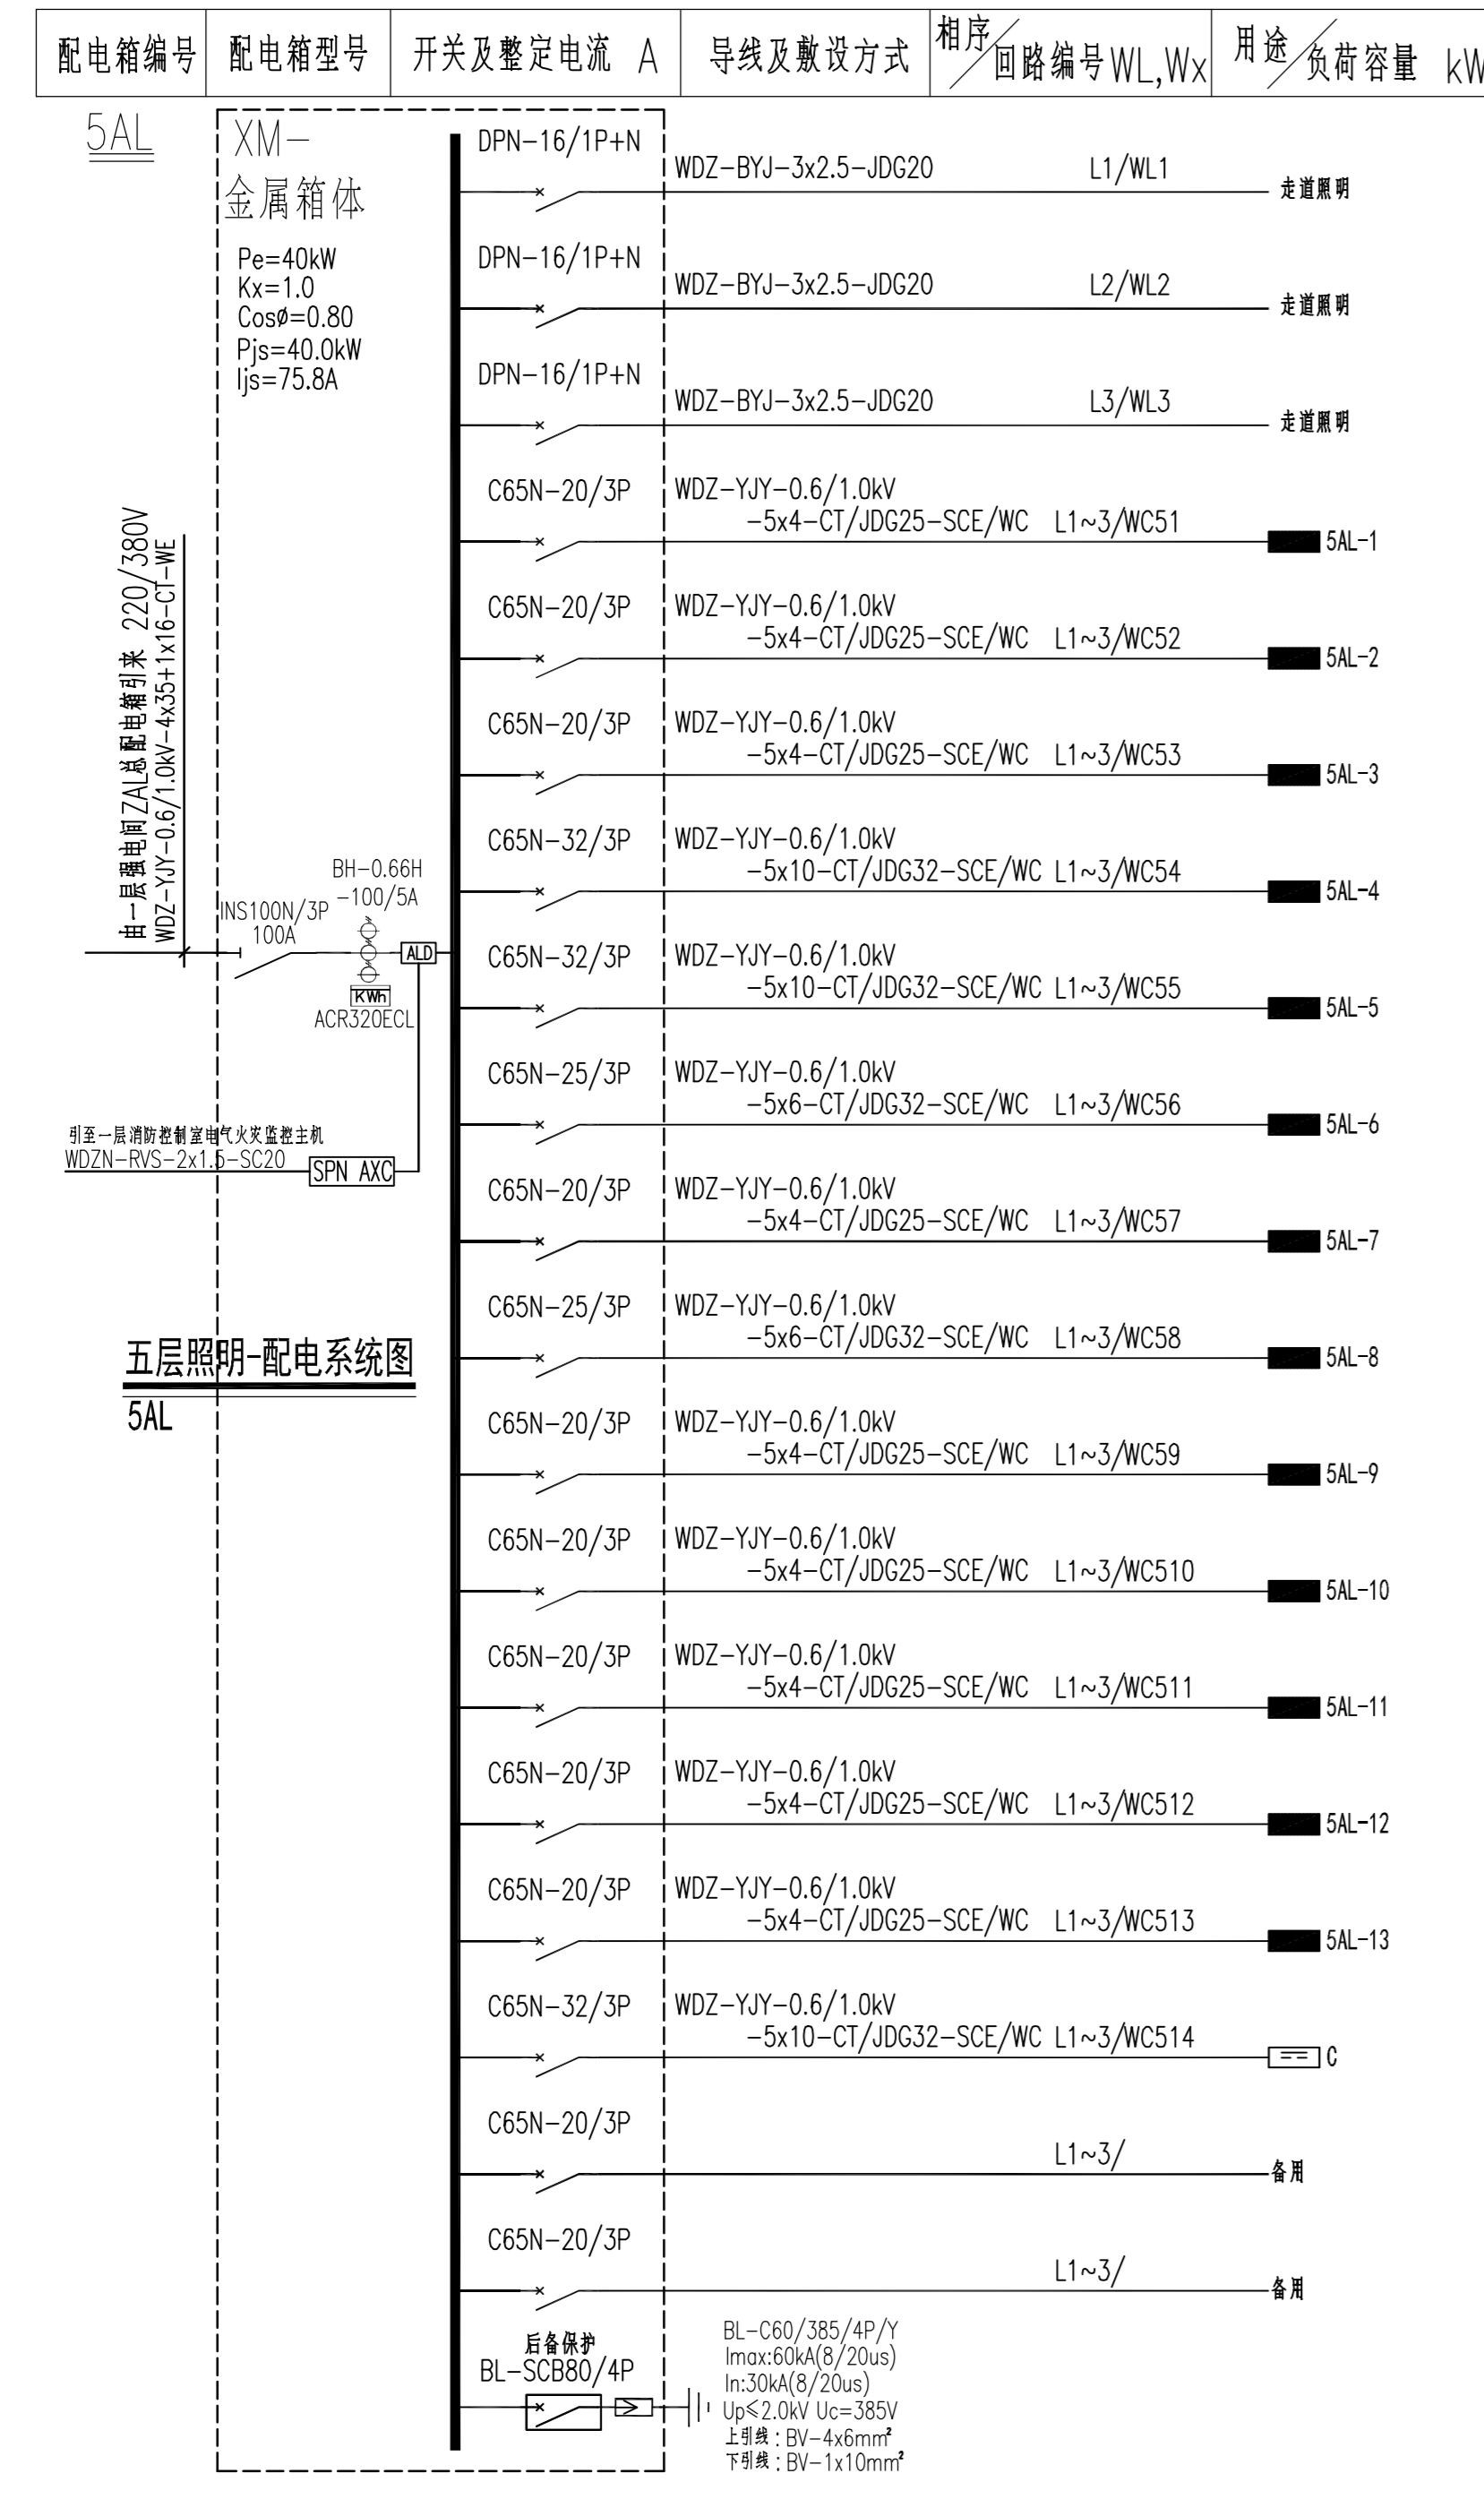 配电箱编号 配电箱型号 开关及整定电流 A 导线及敷设方式 相序/回路编号WL,Wx 用途/负荷容量 kW
5AL
XM-
金属箱体
Pe=40kW
Kx=1.0
Cosø=0.80
Pjs=40.0kW
Ijs=75.8A
由一层强电间ZAL总配电箱引来 220/380V
WDZ-YJY-0.6/1.0kV-4x35+1x16-CT-WE
INS100N/3P
100A
BH-0.66H
-100/5A
ALD
KWh
ACR320ECL
引至一层消防控制室电气火灾监控主机
WDZN-RVS-2x1.5-SC20
SPN AXC
五层照明-配电系统图
5AL
DPN-16/1P+N
WDZ-BYJ-3x2.5-JDG20 L1/WL1
走道照明
DPN-16/1P+N
WDZ-BYJ-3x2.5-JDG20 L2/WL2
走道照明
DPN-16/1P+N
WDZ-BYJ-3x2.5-JDG20 L3/WL3
走道照明
C65N-20/3P WDZ-YJY-0.6/1.0kV
-5x4-CT/JDG25-SCE/WC L1~3/WC51
5AL-1
C65N-20/3P WDZ-YJY-0.6/1.0kV
-5x4-CT/JDG25-SCE/WC L1~3/WC52
5AL-2
C65N-20/3P WDZ-YJY-0.6/1.0kV
-5x4-CT/JDG25-SCE/WC L1~3/WC53
5AL-3
C65N-32/3P WDZ-YJY-0.6/1.0kV
-5x10-CT/JDG32-SCE/WC L1~3/WC54
5AL-4
C65N-32/3P WDZ-YJY-0.6/1.0kV
-5x10-CT/JDG32-SCE/WC L1~3/WC55
5AL-5
C65N-25/3P WDZ-YJY-0.6/1.0kV
-5x6-CT/JDG32-SCE/WC L1~3/WC56
5AL-6
C65N-20/3P WDZ-YJY-0.6/1.0kV
-5x4-CT/JDG25-SCE/WC L1~3/WC57
5AL-7
C65N-25/3P WDZ-YJY-0.6/1.0kV
-5x6-CT/JDG32-SCE/WC L1~3/WC58
5AL-8
C65N-20/3P WDZ-YJY-0.6/1.0kV
-5x4-CT/JDG25-SCE/WC L1~3/WC59
5AL-9
C65N-20/3P WDZ-YJY-0.6/1.0kV
-5x4-CT/JDG25-SCE/WC L1~3/WC510
5AL-10
C65N-20/3P WDZ-YJY-0.6/1.0kV
-5x4-CT/JDG25-SCE/WC L1~3/WC511
5AL-11
C65N-20/3P WDZ-YJY-0.6/1.0kV
-5x4-CT/JDG25-SCE/WC L1~3/WC512
5AL-12
C65N-20/3P WDZ-YJY-0.6/1.0kV
-5x4-CT/JDG25-SCE/WC L1~3/WC513
5AL-13
C65N-32/3P WDZ-YJY-0.6/1.0kV
-5x10-CT/JDG32-SCE/WC L1~3/WC514
C
C65N-20/3P
L1~3/
备用
C65N-20/3P
L1~3/
备用
后备保护
BL-SCB80/4P
BL-C60/385/4P/Y
Imax:60kA(8/20us)
In:30kA(8/20us)
Up≤2.0kV Uc=385V
上引线：BV-4x6mm²
下引线：BV-1x10mm²